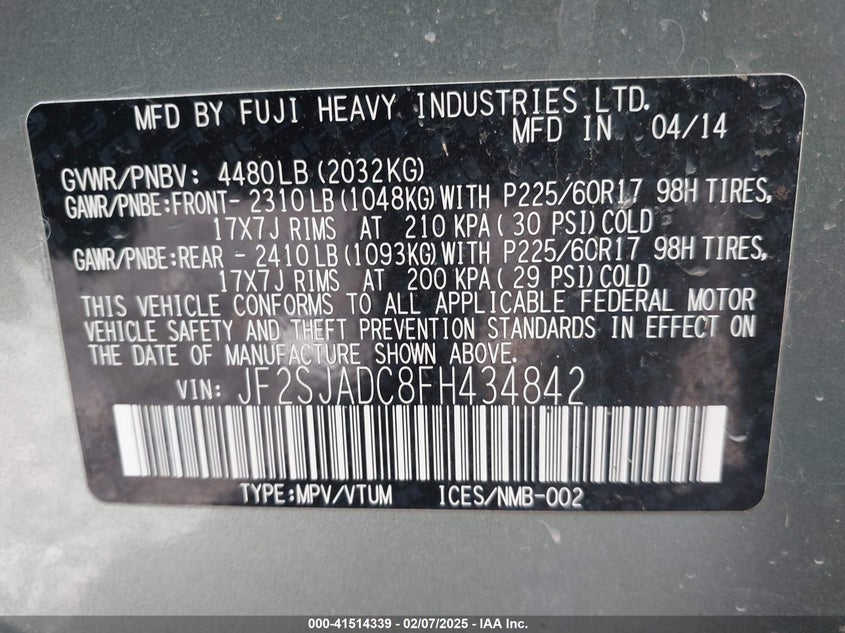 MFD BY FUJI HEAVY INDUSTRIES LTD.
MFD IN 04/14
GVWR/PNBV: 4480LB (2032KG)
GAWR/PNBE:FRONT- 2310LB (1048KG)WITH P225/60R17 98H TIRES,
17X7J RIMS AT 210 KPA( 30 PSI)COLD
GAWR/PNBE:REAR - 2410LB (1093KG)WITH P225/60R17 98H TIRES,
17X7J RIMS AT 200 KPA( 29 PSI)COLD
THIS VEHICLE CONFORMS TO ALL APPLICABLE FEDERAL MOTOR
VEHICLE SAFETY AND THEFT PREVENTION STANDARDS IN EFFECT ON
THE DATE OF MANUFACTURE SHOWN ABOVE.
VIN: JF2SJADC8FH434842
TYPE:MPV/VTUM ICES/NMB-002
000-41514339 — 02/07/2025 — IAA Inc.